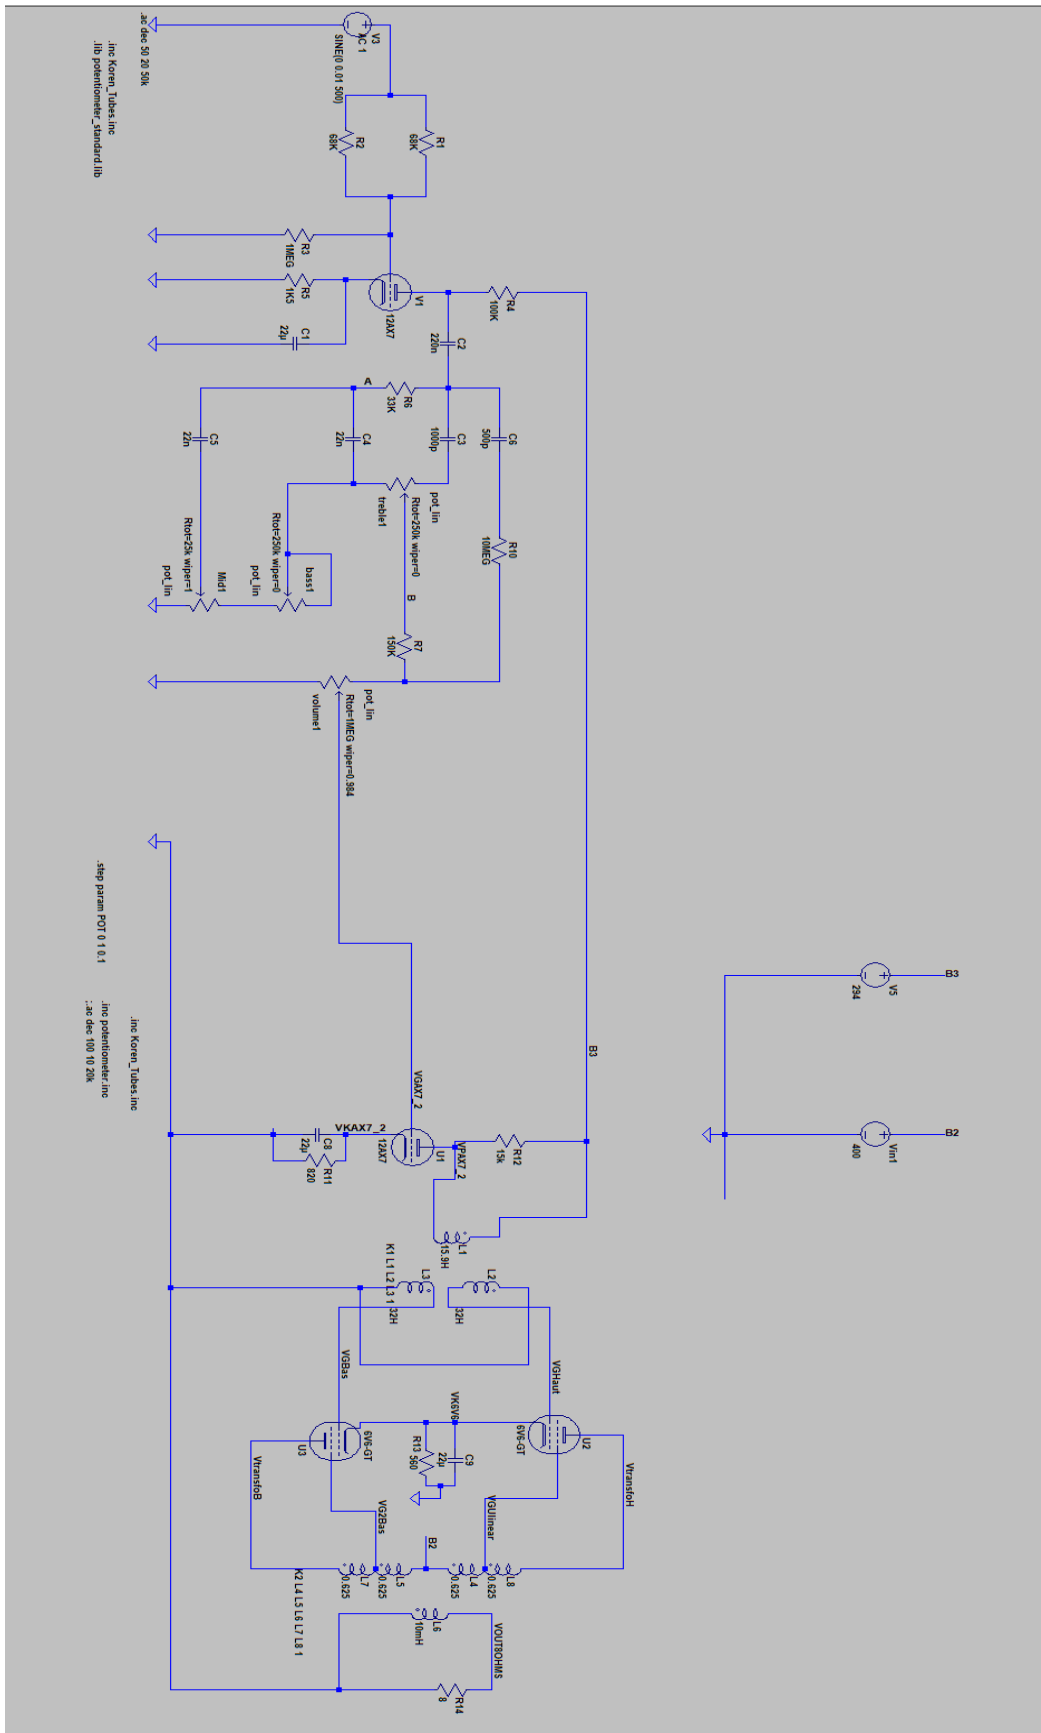 V3
AC 1
SINE(0 0.01 500)
.ac dec 50 20 50k
.inc Koren_Tubes.inc
.lib potentiometer_standard.lib
R1
68K
R2
68K
R3
1MEG
R5
1K5
C1
22µ
V1
12AX7
R4
100K
C2
220n
A
R6
33K
C5
22n
C4
22n
C3
1000p
C6
500p
pot_lin
Rtot=250k wiper=0
treble1
R10
10MEG
Rtot=250k wiper=0
bass1
pot_lin
Rtot=25k wiper=1
Mid1
pot_lin
B
R7
150K
pot_lin
Rtot=1MEG wiper=0.984
volume1
.step param POT 0 1 0.1
.inc Koren_Tubes.inc
.inc potentiometer.inc
;.ac dec 100 10 20k
B3
V5
294
B2
Vin1
400
B3
VGAX7_2
VKAX7_2
12AX7
U1
VPAX7_2
R12
15k
C8
22µ
R11
820
L1
15.9H
K1 L1 L2 L3 1
L3
32H
L2
32H
VGBas
VGHaut
VK6V6
6V6-GT
U3
6V6-GT
U2
R13
560
C9
22µ
VtransfoB
VG2Bas
B2
VGUlinear
VtransfoH
K2 L4 L5 L6 L7 L8 1
L7
0.625
L5
0.625
L4
0.625
L8
0.625
L6
10mH
VOUT8OHMS
R14
8